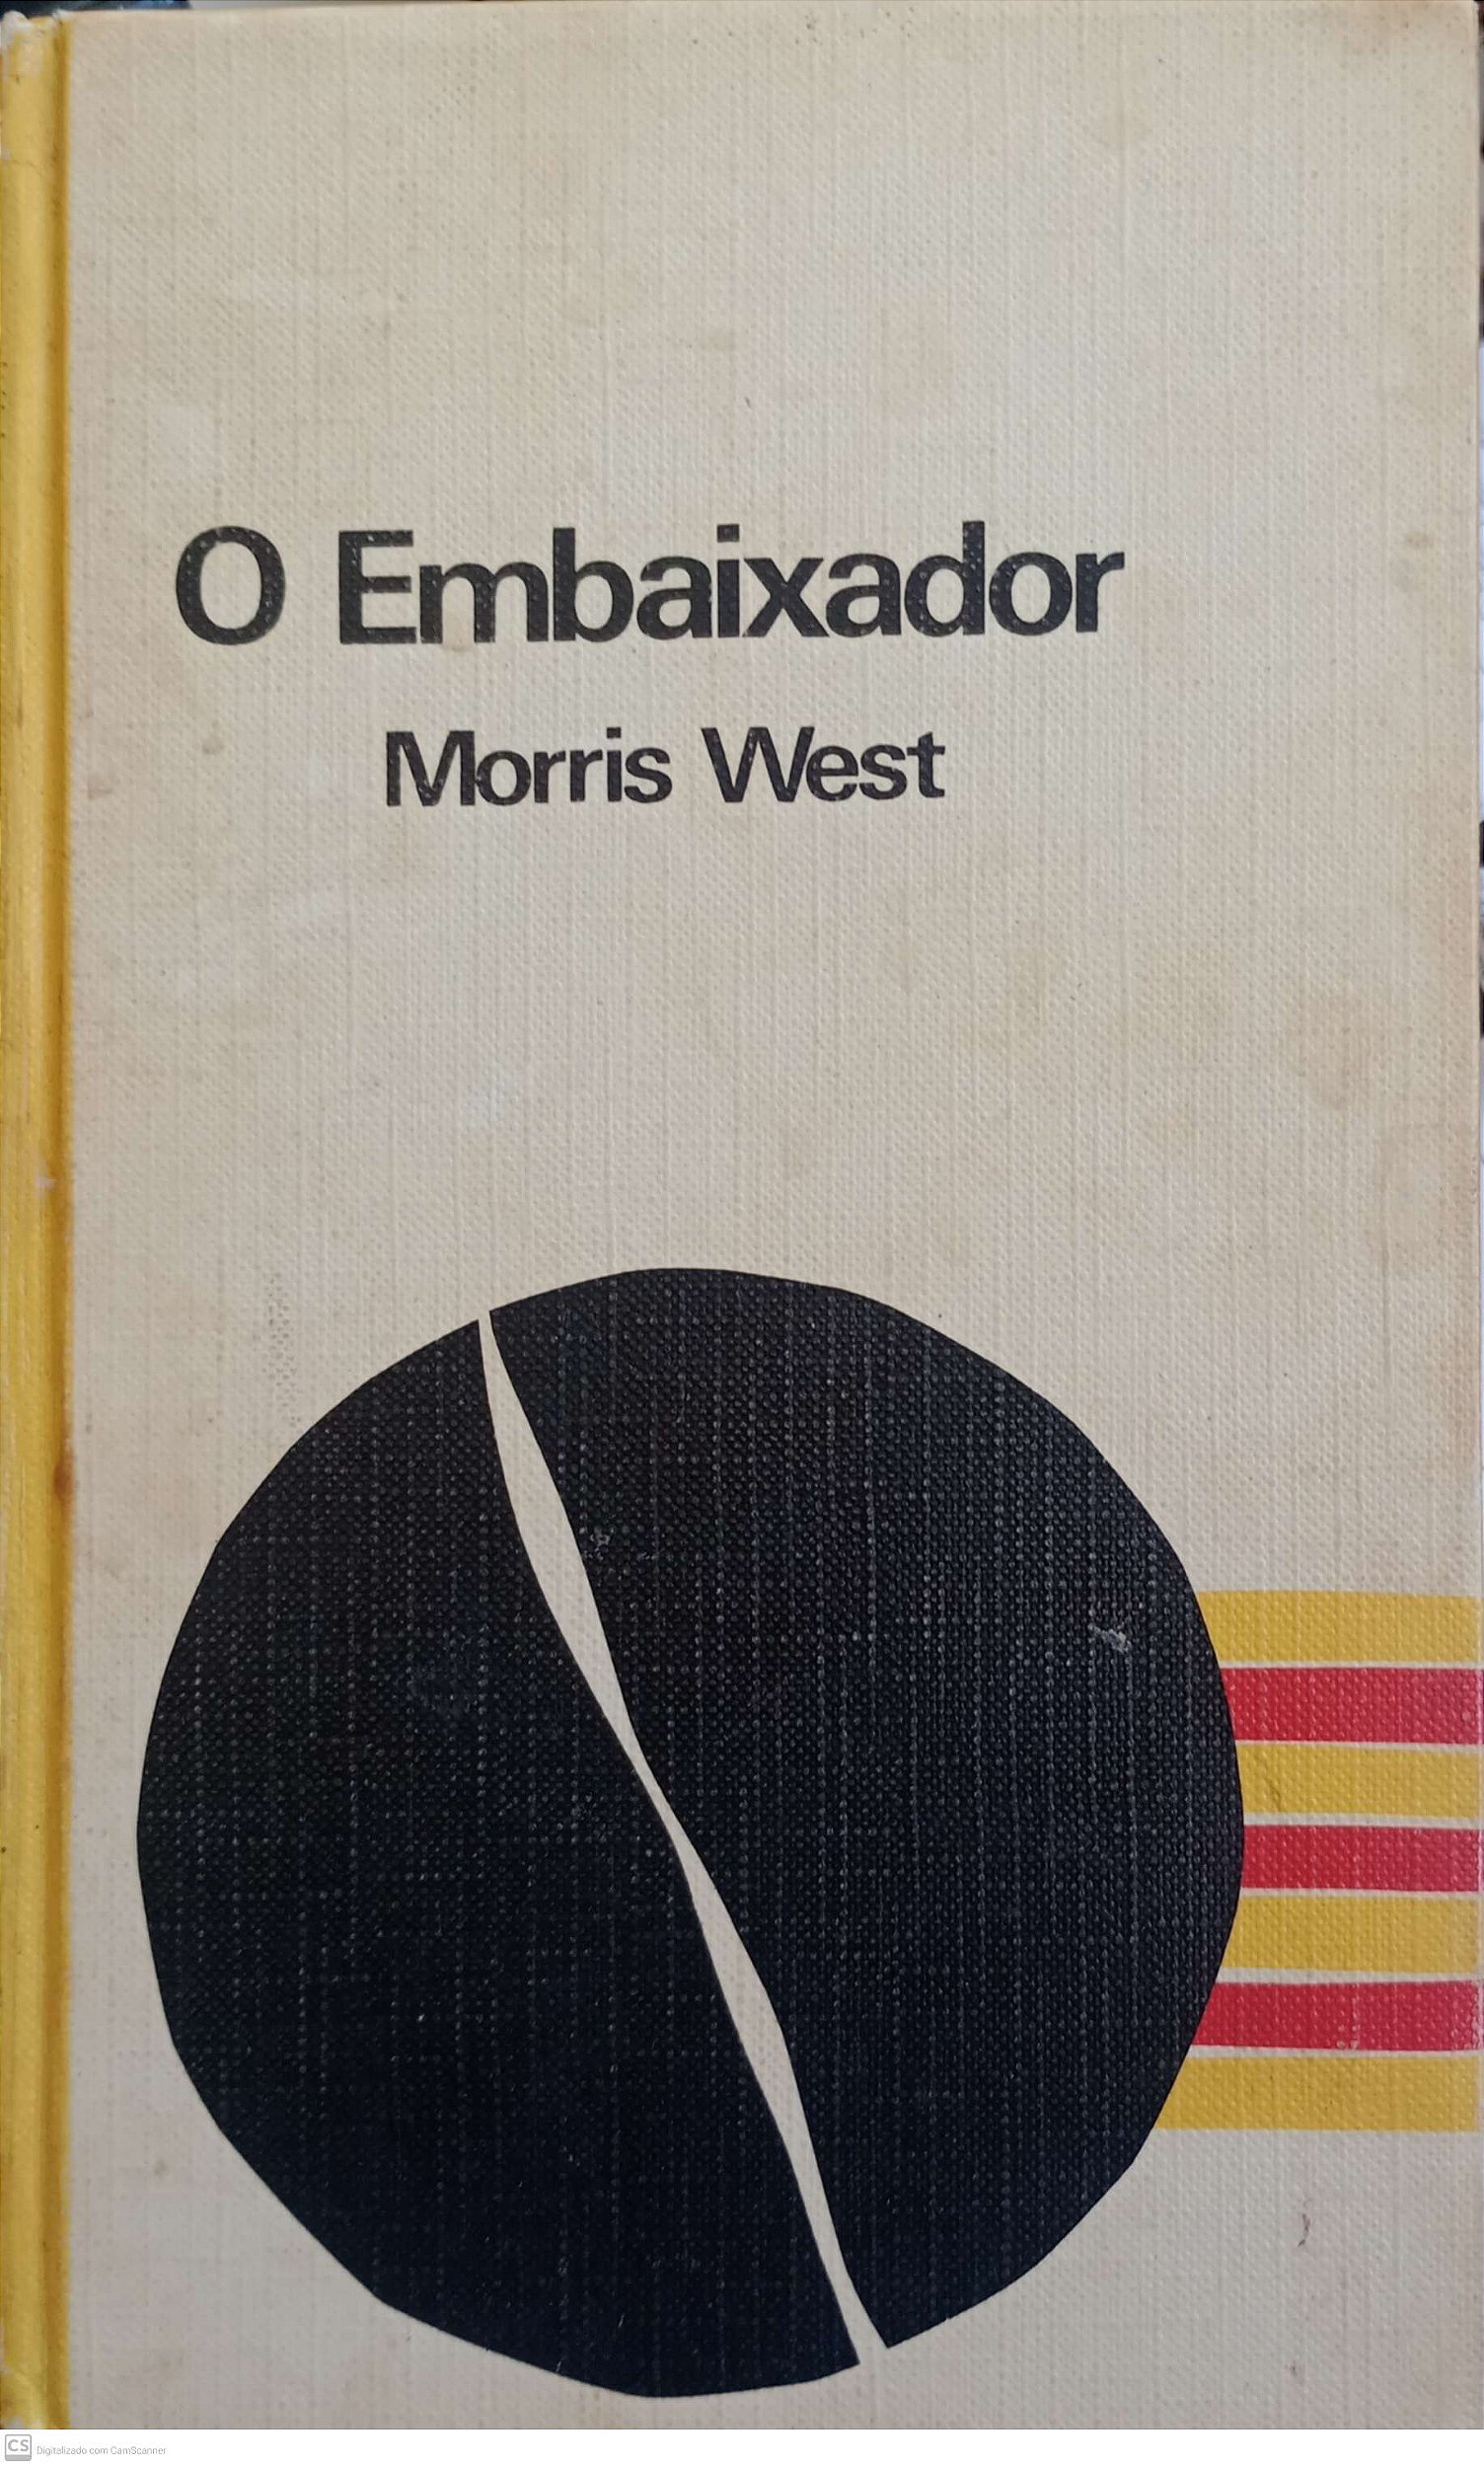 O Embaixador
Morris West
CS Digitalizado com CamScanner